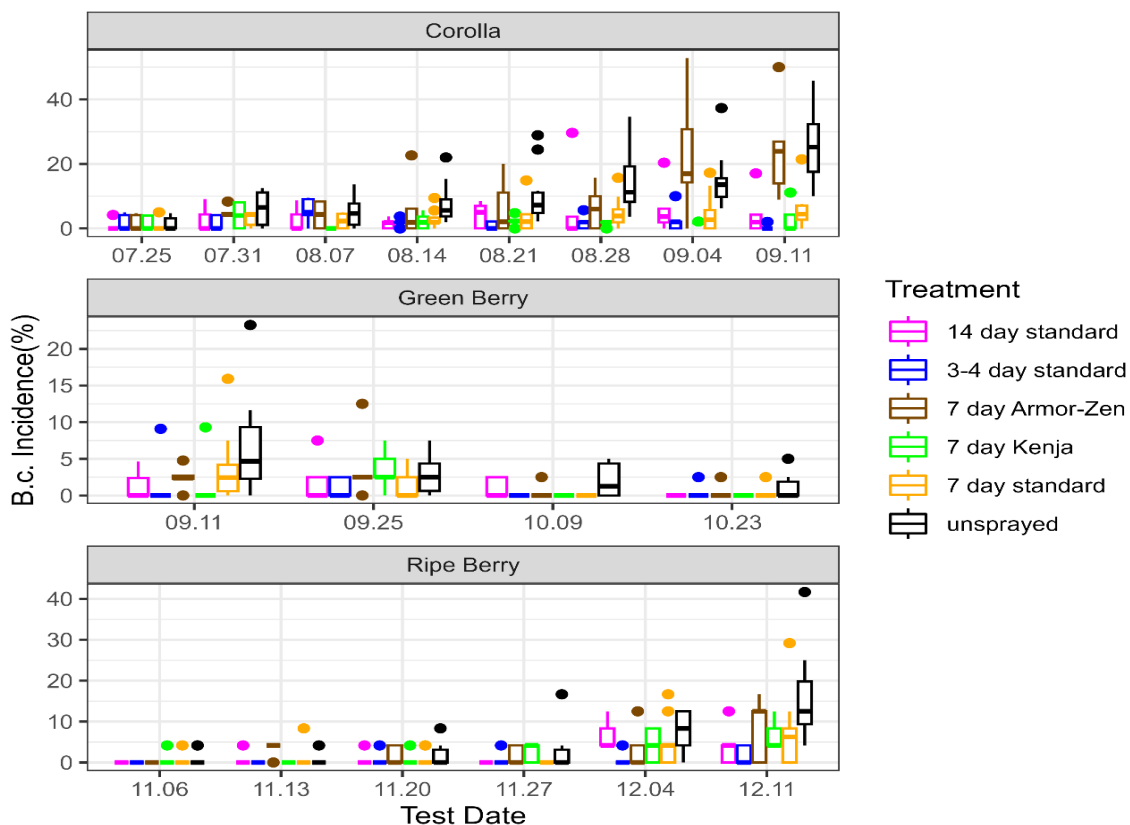 Corolla
40
20
0
07.25 07.31 08.07 08.14 08.21 08.28 09.04 09.11
Green Berry
20
15
10
5
0
09.11 09.25 10.09 10.23
Ripe Berry
40
30
20
10
0
11.06 11.13 11.20 11.27 12.04 12.11
Test Date
B.c. Incidence(%)
Treatment
14 day standard
3-4 day standard
7 day Armor-Zen
7 day Kenja
7 day standard
unsprayed